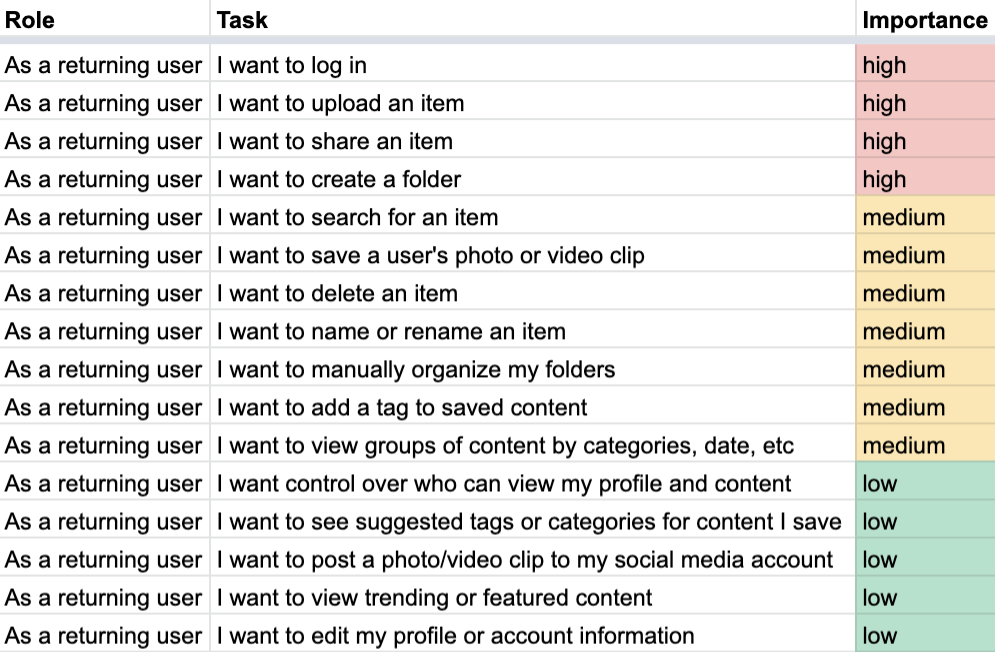 Role Task Importance
As a returning user I want to log in high
As a returning user I want to upload an item high
As a returning user I want to share an item high
As a returning user I want to create a folder high
As a returning user I want to search for an item medium
As a returning user I want to save a user's photo or video clip medium
As a returning user I want to delete an item medium
As a returning user I want to name or rename an item medium
As a returning user I want to manually organize my folders medium
As a returning user I want to add a tag to saved content medium
As a returning user I want to view groups of content by categories, date, etc medium
As a returning user I want control over who can view my profile and content low
As a returning user I want to see suggested tags or categories for content I save low
As a returning user I want to post a photo/video clip to my social media account low
As a returning user I want to view trending or featured content low
As a returning user I want to edit my profile or account information low